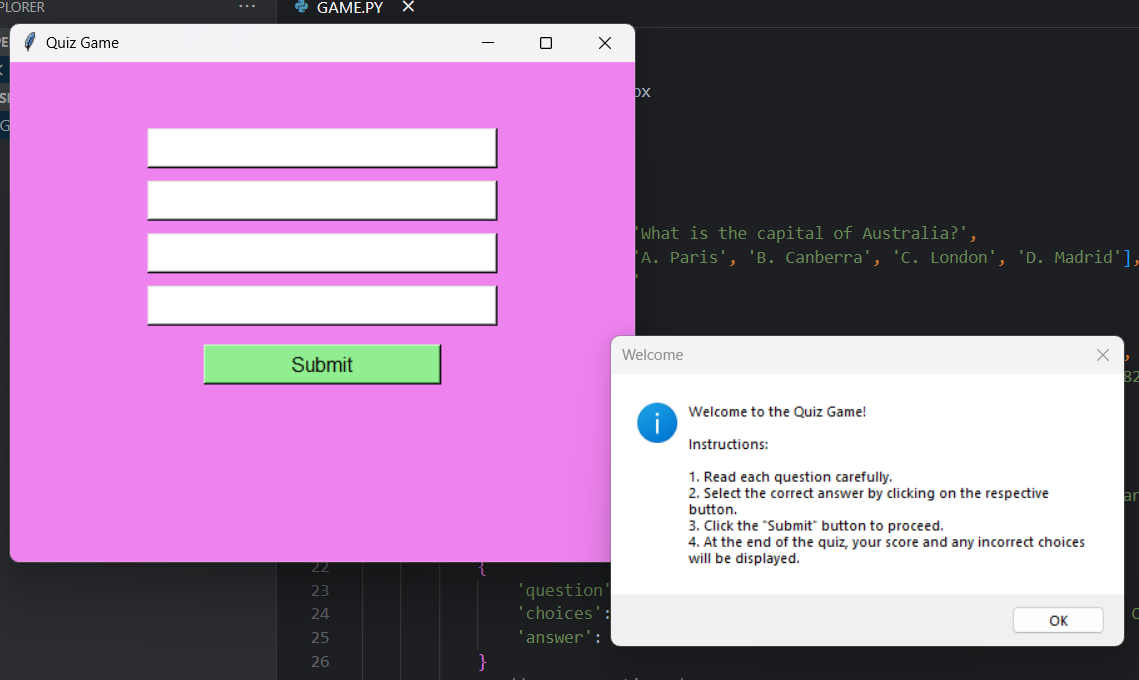 GAME.PY
Quiz Game
Submit
'What is the capital of Australia?',
'A. Paris', 'B. Canberra', 'C. London', 'D. Madrid'],
Welcome
Welcome to the Quiz Game!
Instructions:
1. Read each question carefully.
2. Select the correct answer by clicking on the respective
button.
3. Click the "Submit" button to proceed.
4. At the end of the quiz, your score and any incorrect choices
will be displayed.
OK
22 {
23 'question'
24 'choices':
25 'answer':
26 }